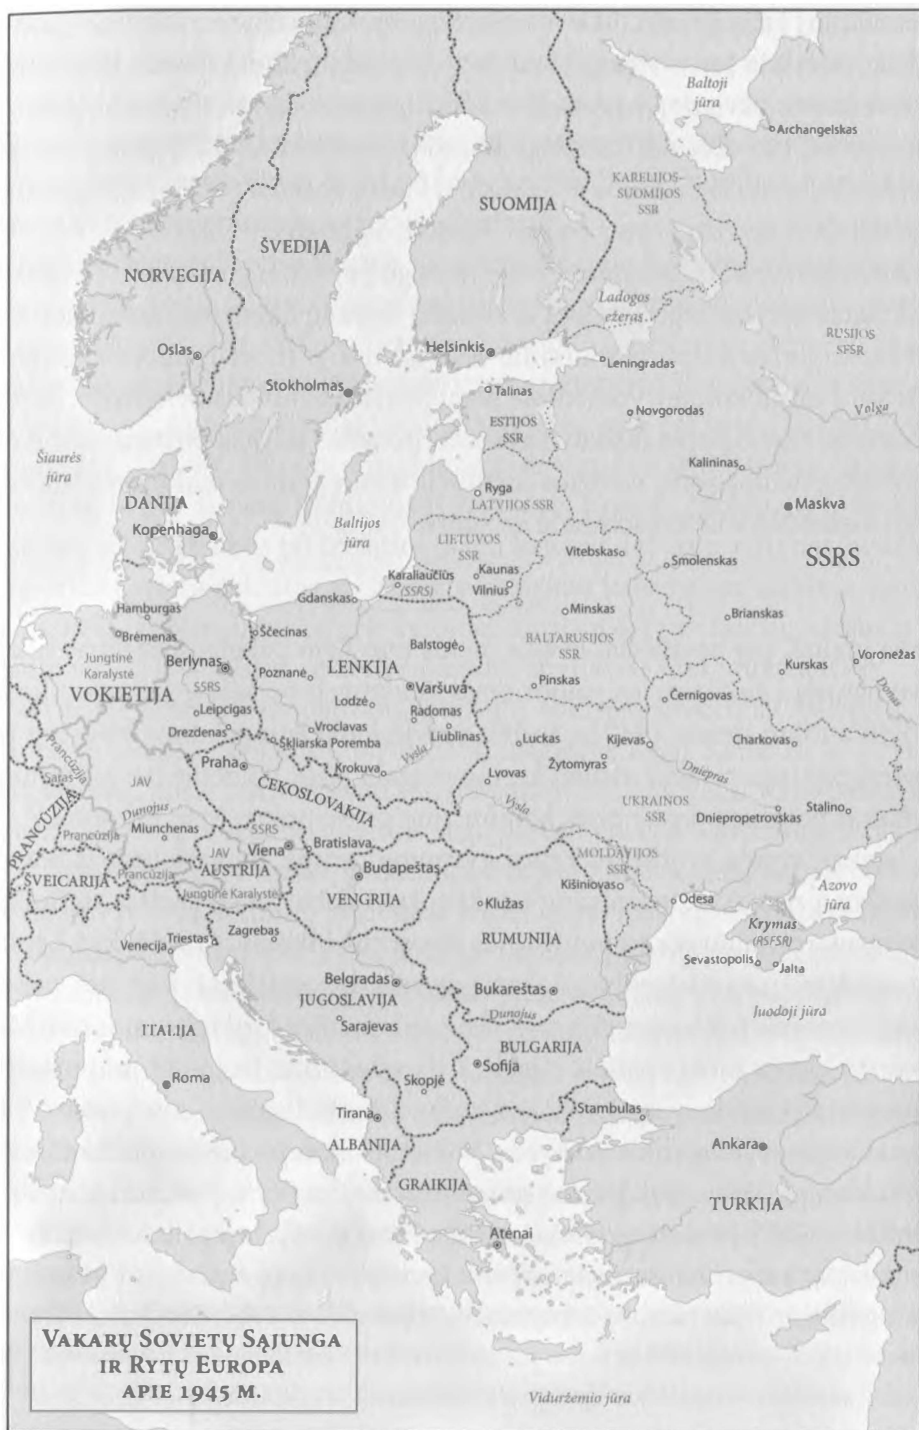 Baltoji
jūra
Archangelskas
KARELIJOS-
SUOMIJOS
SSR
SUOMIJA
ŠVEDIJA
NORVEGIJA
Ladogos
ežeras
RUSIJOS
SFSR
Oslas
Helsinkis
Leningradas
Stokholmas
Talinas
Novgorodas
Volga
ESTIJOS
SSR
Šiaurės
jūra
Kalininas
Ryga
LATVIJOS SSR
Maskva
DANIJA
Kopenhaga
Baltijos
jūra
LIETUVOS
SSR
Vitebskas
SSRS
Smolenskas
Karaliaučius
(SSRS)
Kaunas
Vilnius
Gdanskas
Hamburgas
Minskas
Brianskas
Brėmenas
Ščecinas
Balstogė
BALTARUSIJOS
SSR
Voronežas
Jungtinė
Karalystė
Berlynas
LENKIJA
Kurskas
VOKIETIJA
SSRS
Poznanė
Varšuva
Pinskas
Černigovas
Donas
Leipcigas
Lodzė
Radomas
Drezdenas
Vroclavas
Liublinas
Škliarska Poremba
Luckas
Kijevas
Charkovas
Praha
Krokuva
Vysla
Žytomyras
Dniepras
Prancūzija
Saras
JAV
ČEKOSLOVAKIJA
Lvovas
Vysla
UKRAINOS
SSR
Stalino
Dniepropetrovskas
PRANCŪZIJA
Dunojus
Miunchenas
SSRS
Prancūzija
JAV
Viena
Bratislava
MOLDAVIJOS
SSR
ŠVEICARIJA
Prancūzija
AUSTRIJA
Budapeštas
Kišiniovas
Azovo
jūra
Jungtinė Karalystė
VENGRIJA
Klužas
Odesa
Krymas
(RSFSR)
Venecija
Triestas
Zagrebas
RUMUNIJA
Sevastopolis
Jalta
Belgradas
JUGOSLAVIJA
Bukareštas
Juodoji jūra
Sarajevas
Dunojus
ITALIJA
BULGARIJA
Sofija
Roma
Skopjė
Tirana
Stambulas
ALBANIJA
Ankara
GRAIKIJA
TURKIJA
Atėnai
VAKARŲ SOVIETŲ SĄJUNGA
IR RYTŲ EUROPA
APIE 1945 M.
Viduržemio jūra